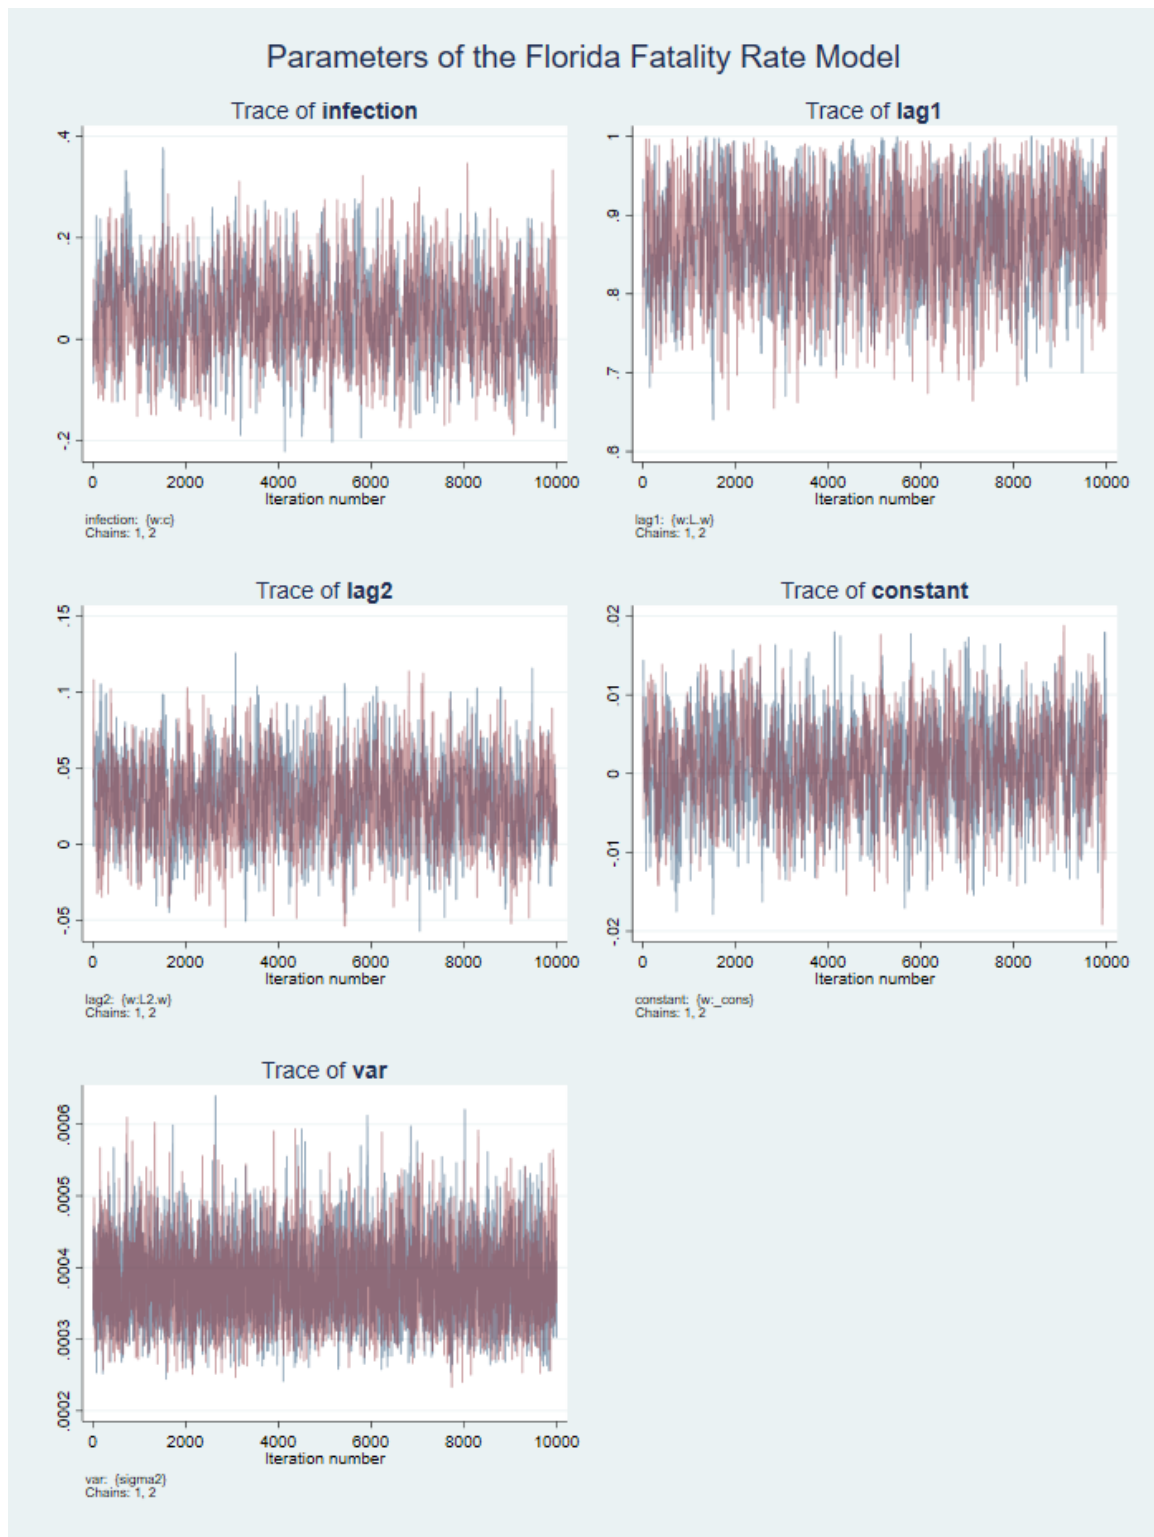 Parameters of the Florida Fatality Rate Model
Trace of infection
.4
.2
0
-.2
0 2000 4000 6000 8000 10000
Iteration number
infection: {w:c}
Chains: 1, 2
Trace of lag1
1
.9
.8
.7
.6
0 2000 4000 6000 8000 10000
Iteration number
lag1: {w:L.w}
Chains: 1, 2
Trace of lag2
.15
.1
.05
0
-.05
0 2000 4000 6000 8000 10000
Iteration number
lag2: {w:L2.w}
Chains: 1, 2
Trace of constant
.02
.01
0
-.01
-.02
0 2000 4000 6000 8000 10000
Iteration number
constant: {w:_cons}
Chains: 1, 2
Trace of var
.0006
.0005
.0004
.0003
.0002
0 2000 4000 6000 8000 10000
Iteration number
var: {sigma2}
Chains: 1, 2